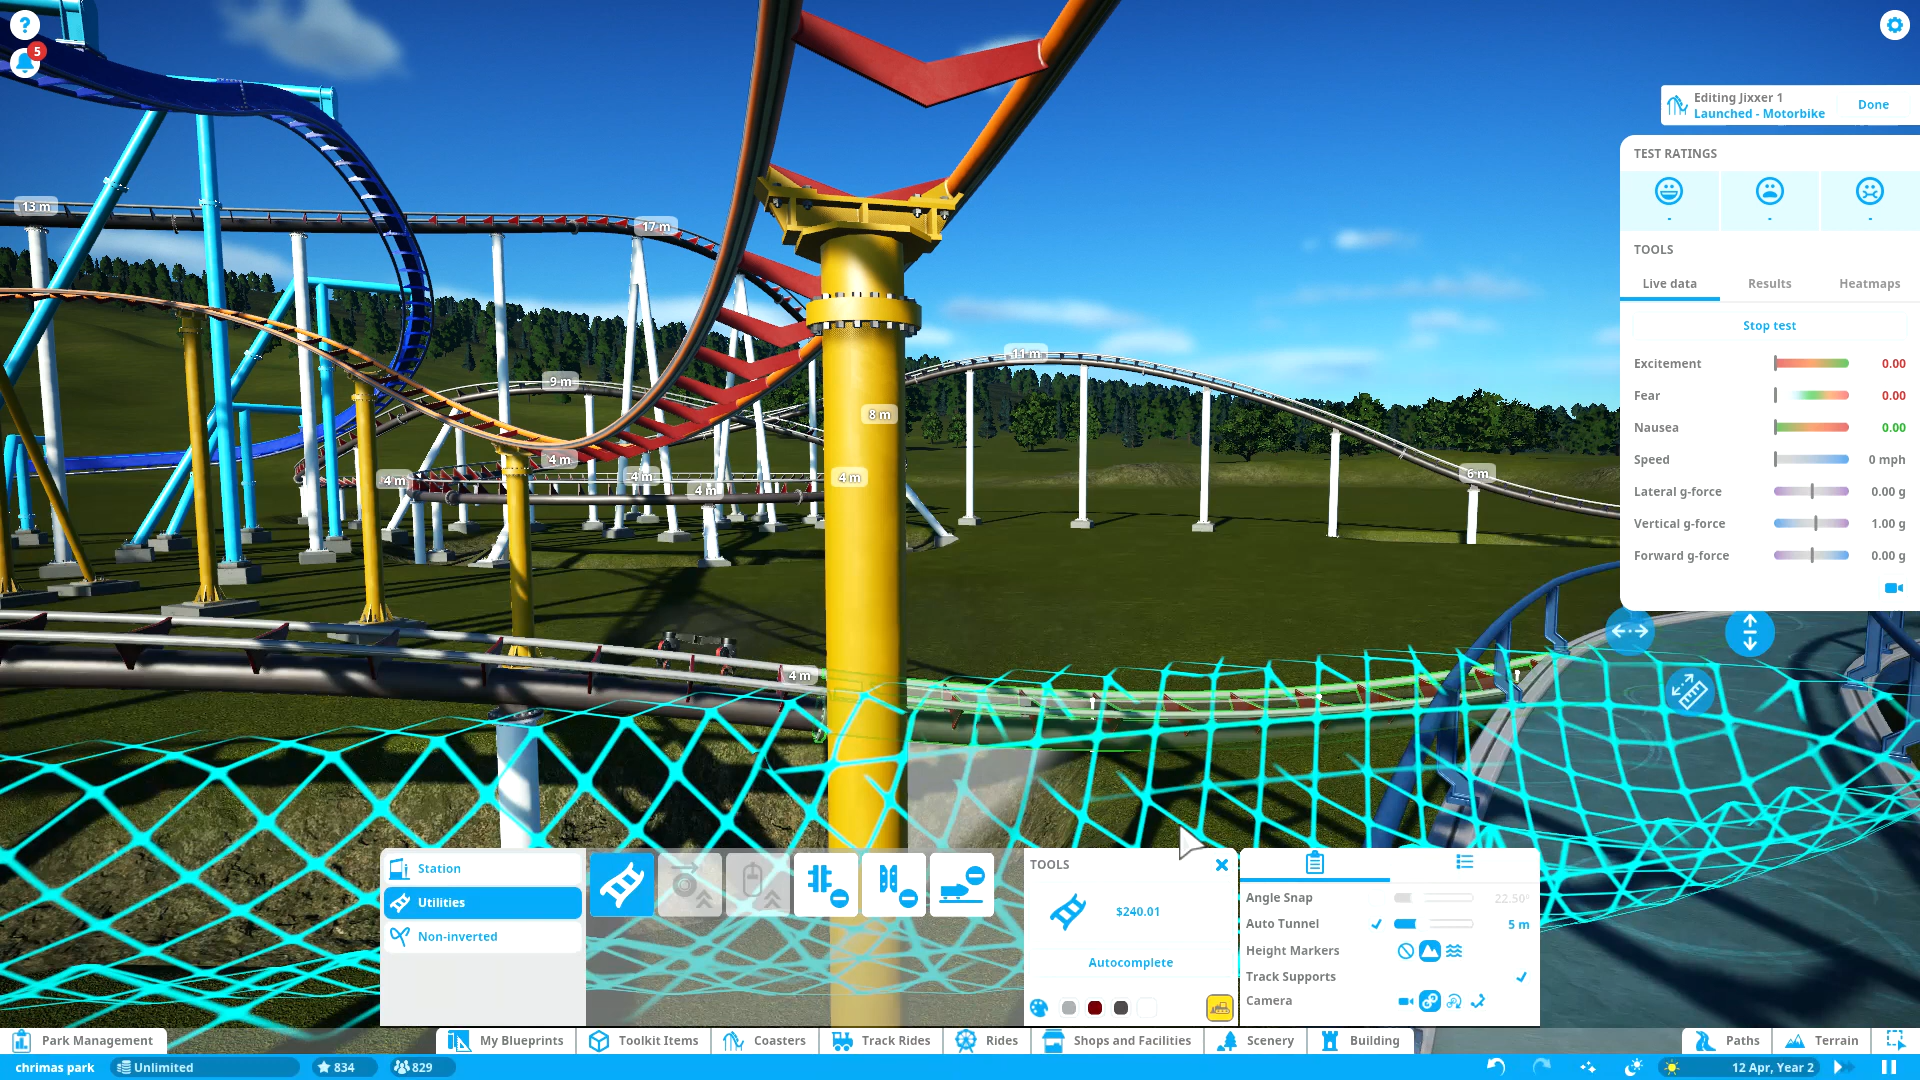 ?
5
Editing Jixxer 1
Launched - Motorbike
Done
TEST RATINGS
- - -
TOOLS
Live data Results Heatmaps
Stop test
Excitement 0.00
Fear 0.00
Nausea 0.00
Speed 0 mph
Lateral g-force 0.00 g
Vertical g-force 1.00 g
Forward g-force 0.00 g
13 m
17 m
11 m
9 m
8 m
4 m
4 m
4 m
4 m
4 m
6 m
4 m
Station
Utilities
Non-inverted
TOOLS
$240.01
Autocomplete
Angle Snap 22.50°
Auto Tunnel 5 m
Height Markers
Track Supports
Camera
Park Management
My Blueprints
Toolkit Items
Coasters
Track Rides
Rides
Shops and Facilities
Scenery
Building
Paths
Terrain
chrimas park
Unlimited
834
829
12 Apr, Year 2